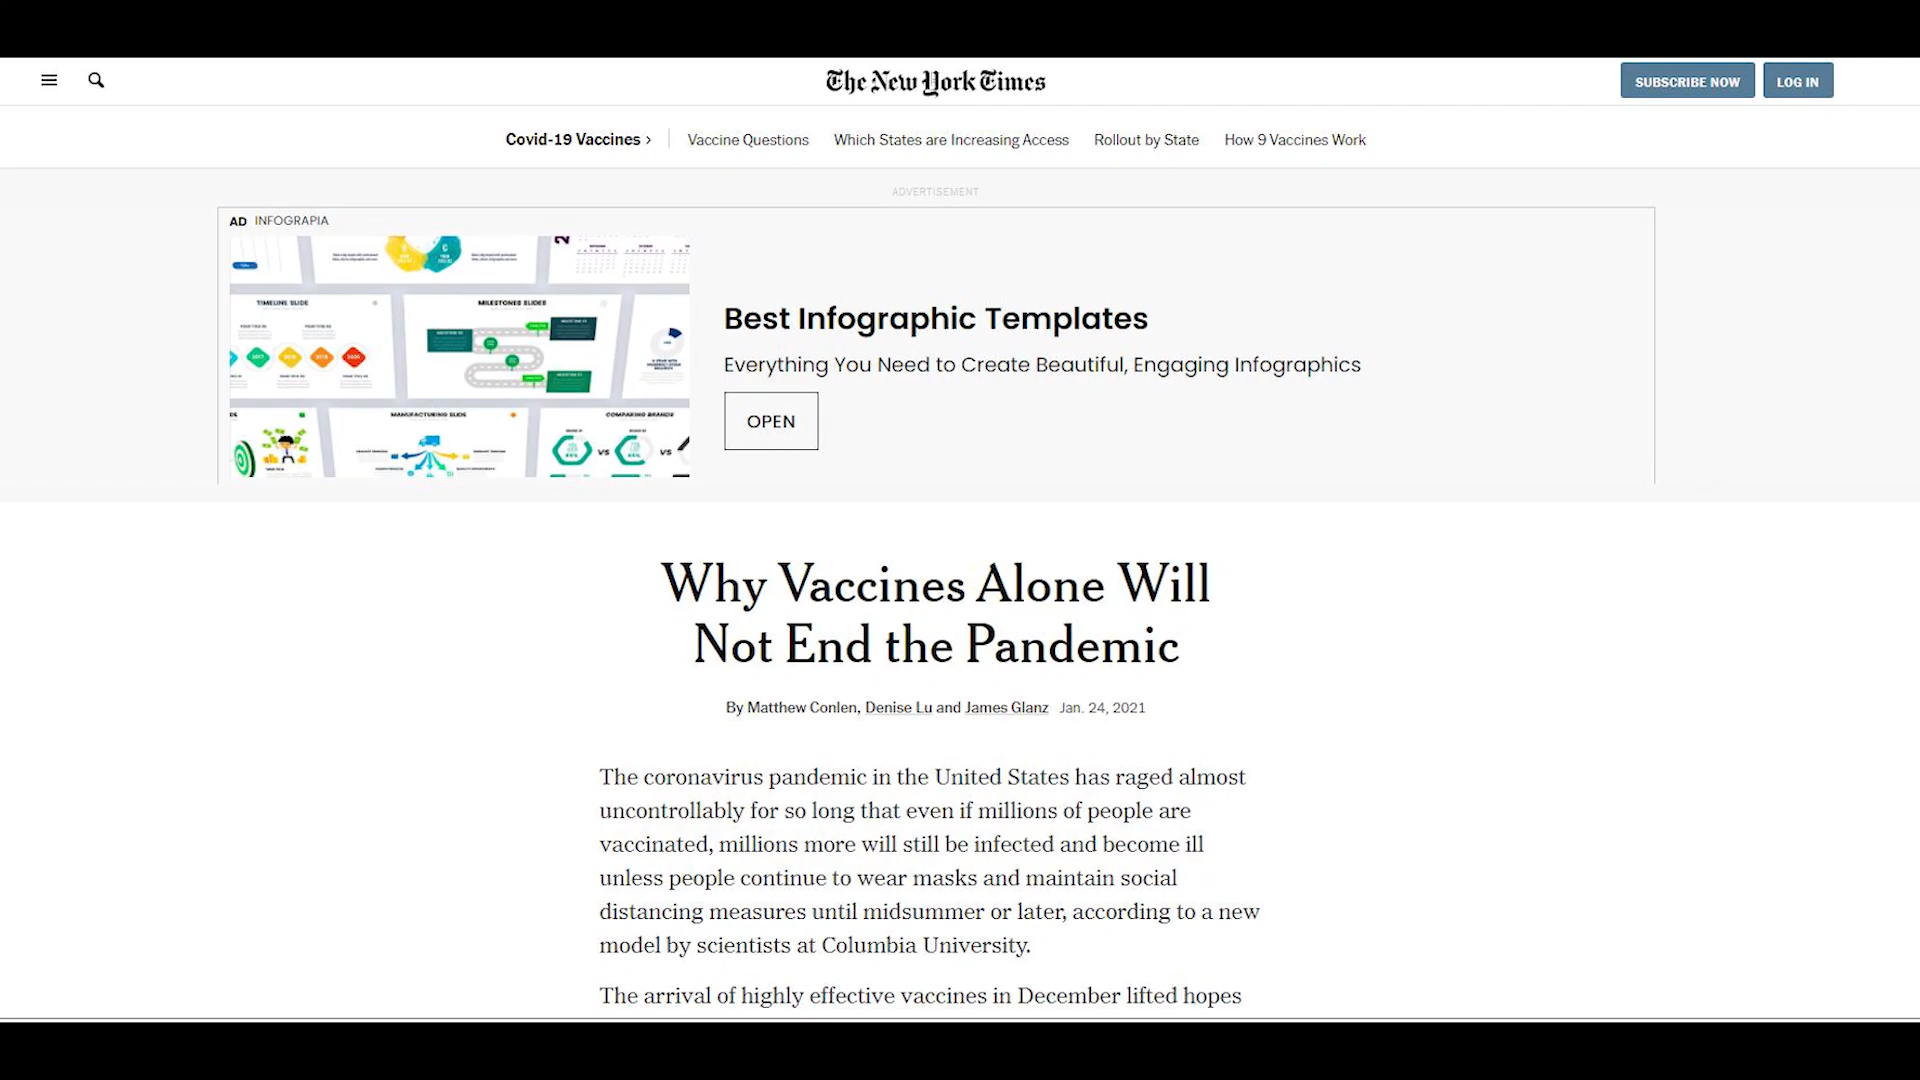 The New York Times
SUBSCRIBE NOW
LOG IN
Covid-19 Vaccines ›
Vaccine Questions
Which States are Increasing Access
Rollout by State
How 9 Vaccines Work
ADVERTISEMENT
AD INFOGRAPIA
TIMELINE SLIDE
MILESTONES SLIDES
2017
2020
MANUFACTURING SLIDE
COMPARING BRANDS
VS
VS
Best Infographic Templates
Everything You Need to Create Beautiful, Engaging Infographics
OPEN
Why Vaccines Alone Will
Not End the Pandemic
By Matthew Conlen, Denise Lu and James Glanz Jan. 24, 2021
The coronavirus pandemic in the United States has raged almost
uncontrollably for so long that even if millions of people are
vaccinated, millions more will still be infected and become ill
unless people continue to wear masks and maintain social
distancing measures until midsummer or later, according to a new
model by scientists at Columbia University.
The arrival of highly effective vaccines in December lifted hopes